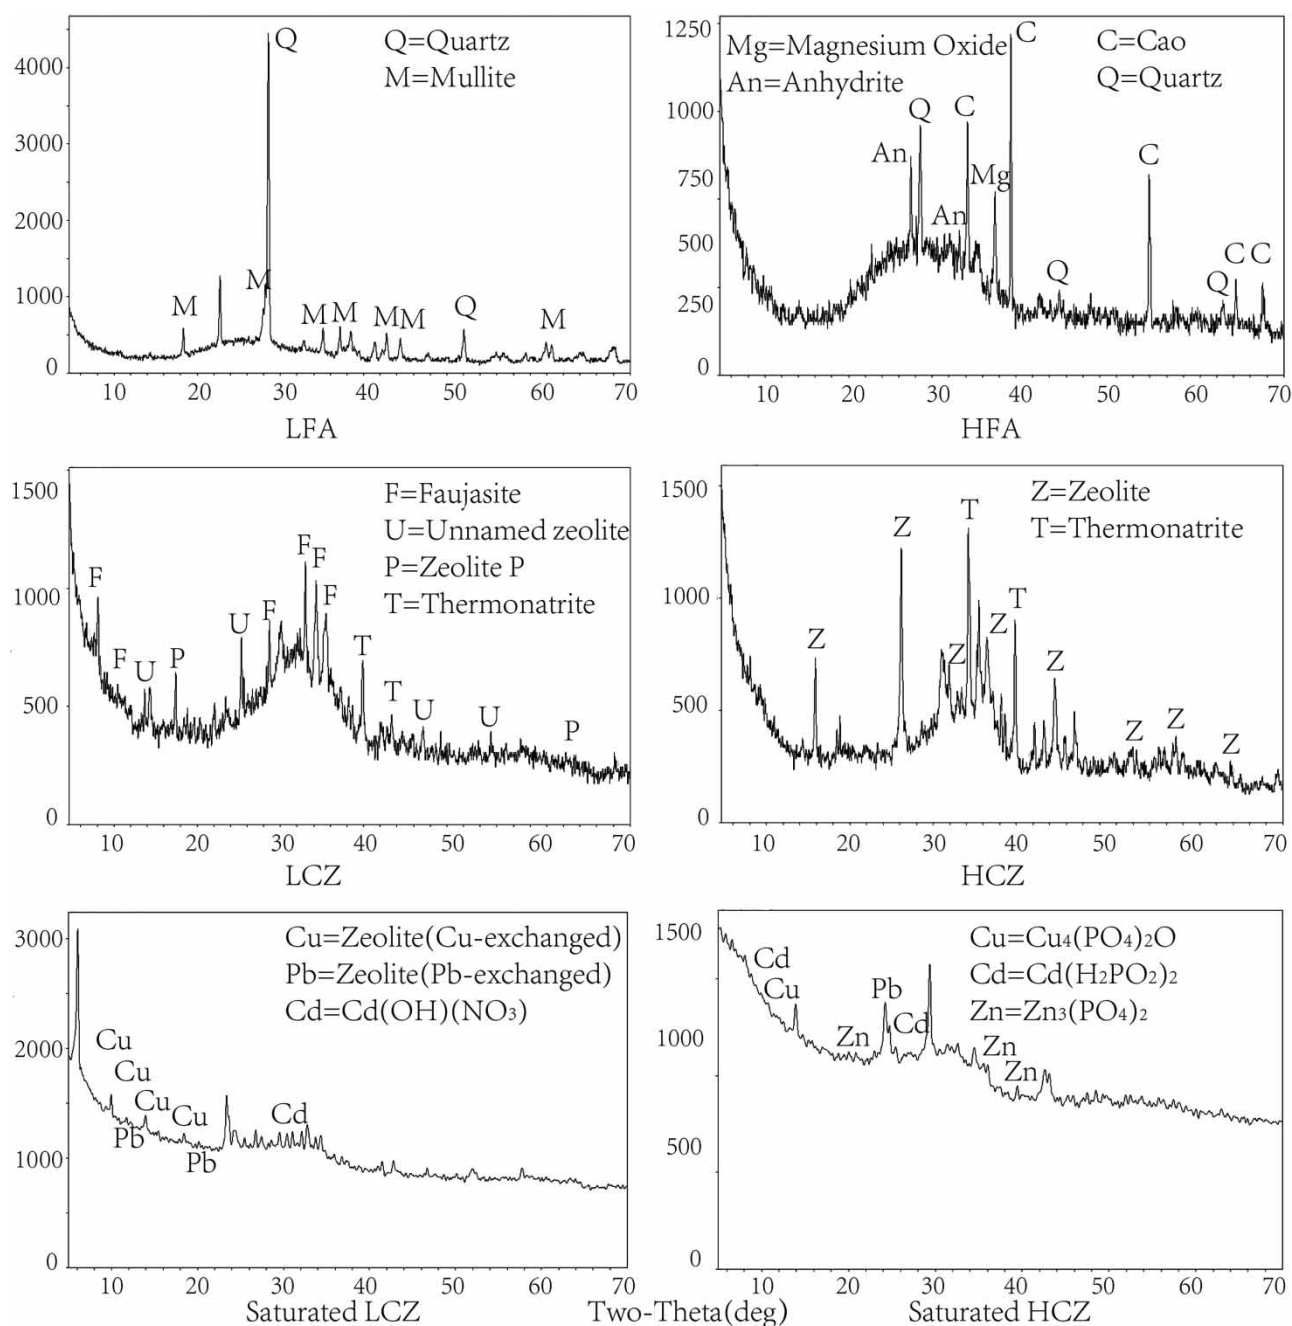 Q
Q=Quartz
M=Mullite
4000
3000
2000
1000
0
M
M
M
M
M
M
Q
M
10 20 30 40 50 60 70
LFA
1250
1000
750
500
250
0
Mg=Magnesium Oxide
An=Anhydrite
C
C=Cao
Q=Quartz
An
Q
C
Mg
An
C
Q
Q
C
C
10 20 30 40 50 60 70
HFA
1500
1000
500
0
F=Faujasite
U=Unnamed zeolite
P=Zeolite P
T=Thermonatrite
F
F
U
P
U
F
F
F
F
T
T
U
U
P
10 20 30 40 50 60 70
LCZ
1500
1000
500
0
Z=Zeolite
T=Thermonatrite
Z
Z
Z
T
Z
T
Z
Z
Z
Z
10 20 30 40 50 60 70
HCZ
3000
2000
1000
0
Cu=Zeolite(Cu-exchanged)
Pb=Zeolite(Pb-exchanged)
Cd=Cd(OH)(NO3)
Cu
Cu
Cu
Cu
Pb
Pb
Cd
10 20 30 40 50 60 70
Saturated LCZ
1500
1000
500
0
Cu=Cu4(PO4)2O
Cd=Cd(H2PO2)2
Zn=Zn3(PO4)2
Cd
Cu
Zn
Pb
Cd
Zn
Zn
10 20 30 40 50 60 70
Two-Theta(deg)
Saturated HCZ